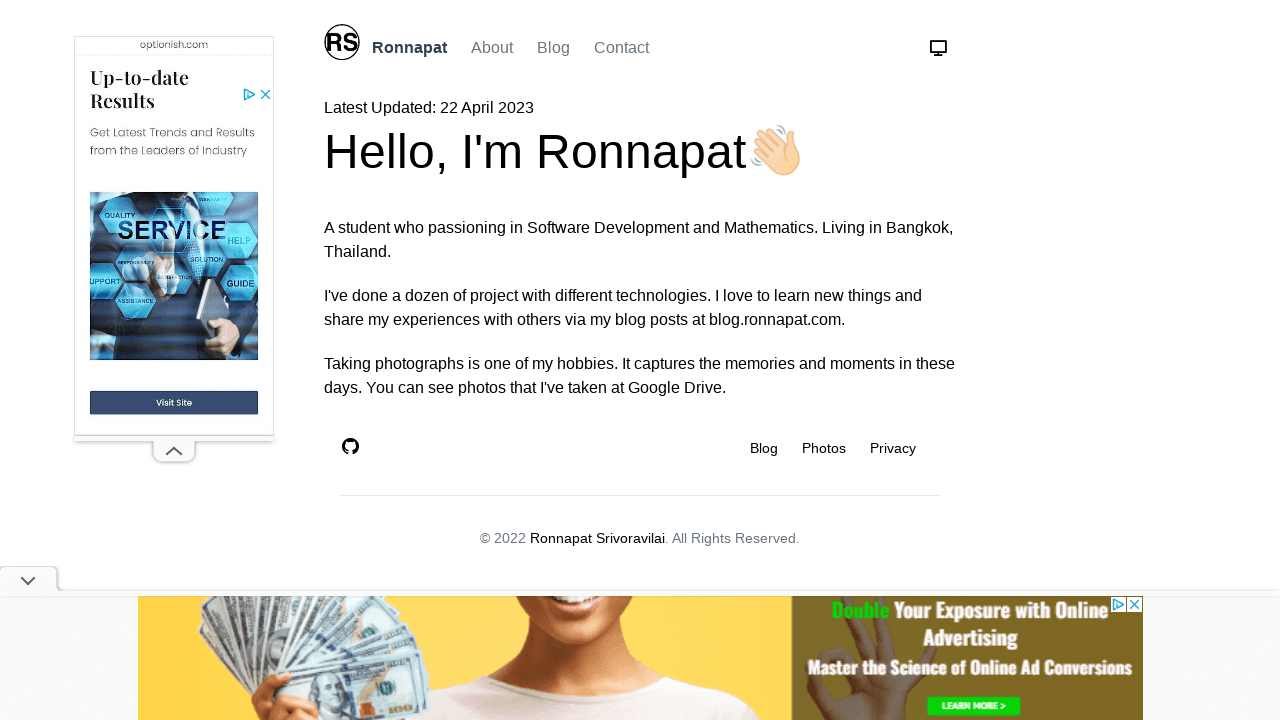 RS
Ronnapat About Blog Contact
optionish.com
Up-to-date
Results
Get Latest Trends and Results
from the Leaders of Industry
QUALITY
SERVICE
HELP
SOLUTION
SUPPORT
GUIDE
ASSISTANCE
Visit Site
Latest Updated: 22 April 2023
Hello, I'm Ronnapat
A student who passioning in Software Development and Mathematics. Living in Bangkok,
Thailand.
I've done a dozen of project with different technologies. I love to learn new things and
share my experiences with others via my blog posts at blog.ronnapat.com.
Taking photographs is one of my hobbies. It captures the memories and moments in these
days. You can see photos that I've taken at Google Drive.
Blog Photos Privacy
© 2022 Ronnapat Srivoravilai. All Rights Reserved.
Double Your Exposure with Online
Advertising
Master the Science of Online Ad Conversions
LEARN MORE >